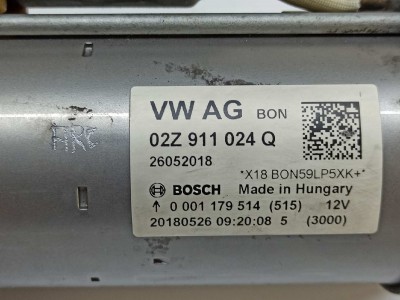 VW AG BON
02Z 911 024 Q
26052018
*X18 BON59LP5XK+*
BOSCH Made in Hungary
↑ 0 001 179 514 (515) 12V
20180526 09:20:08 5 (3000)